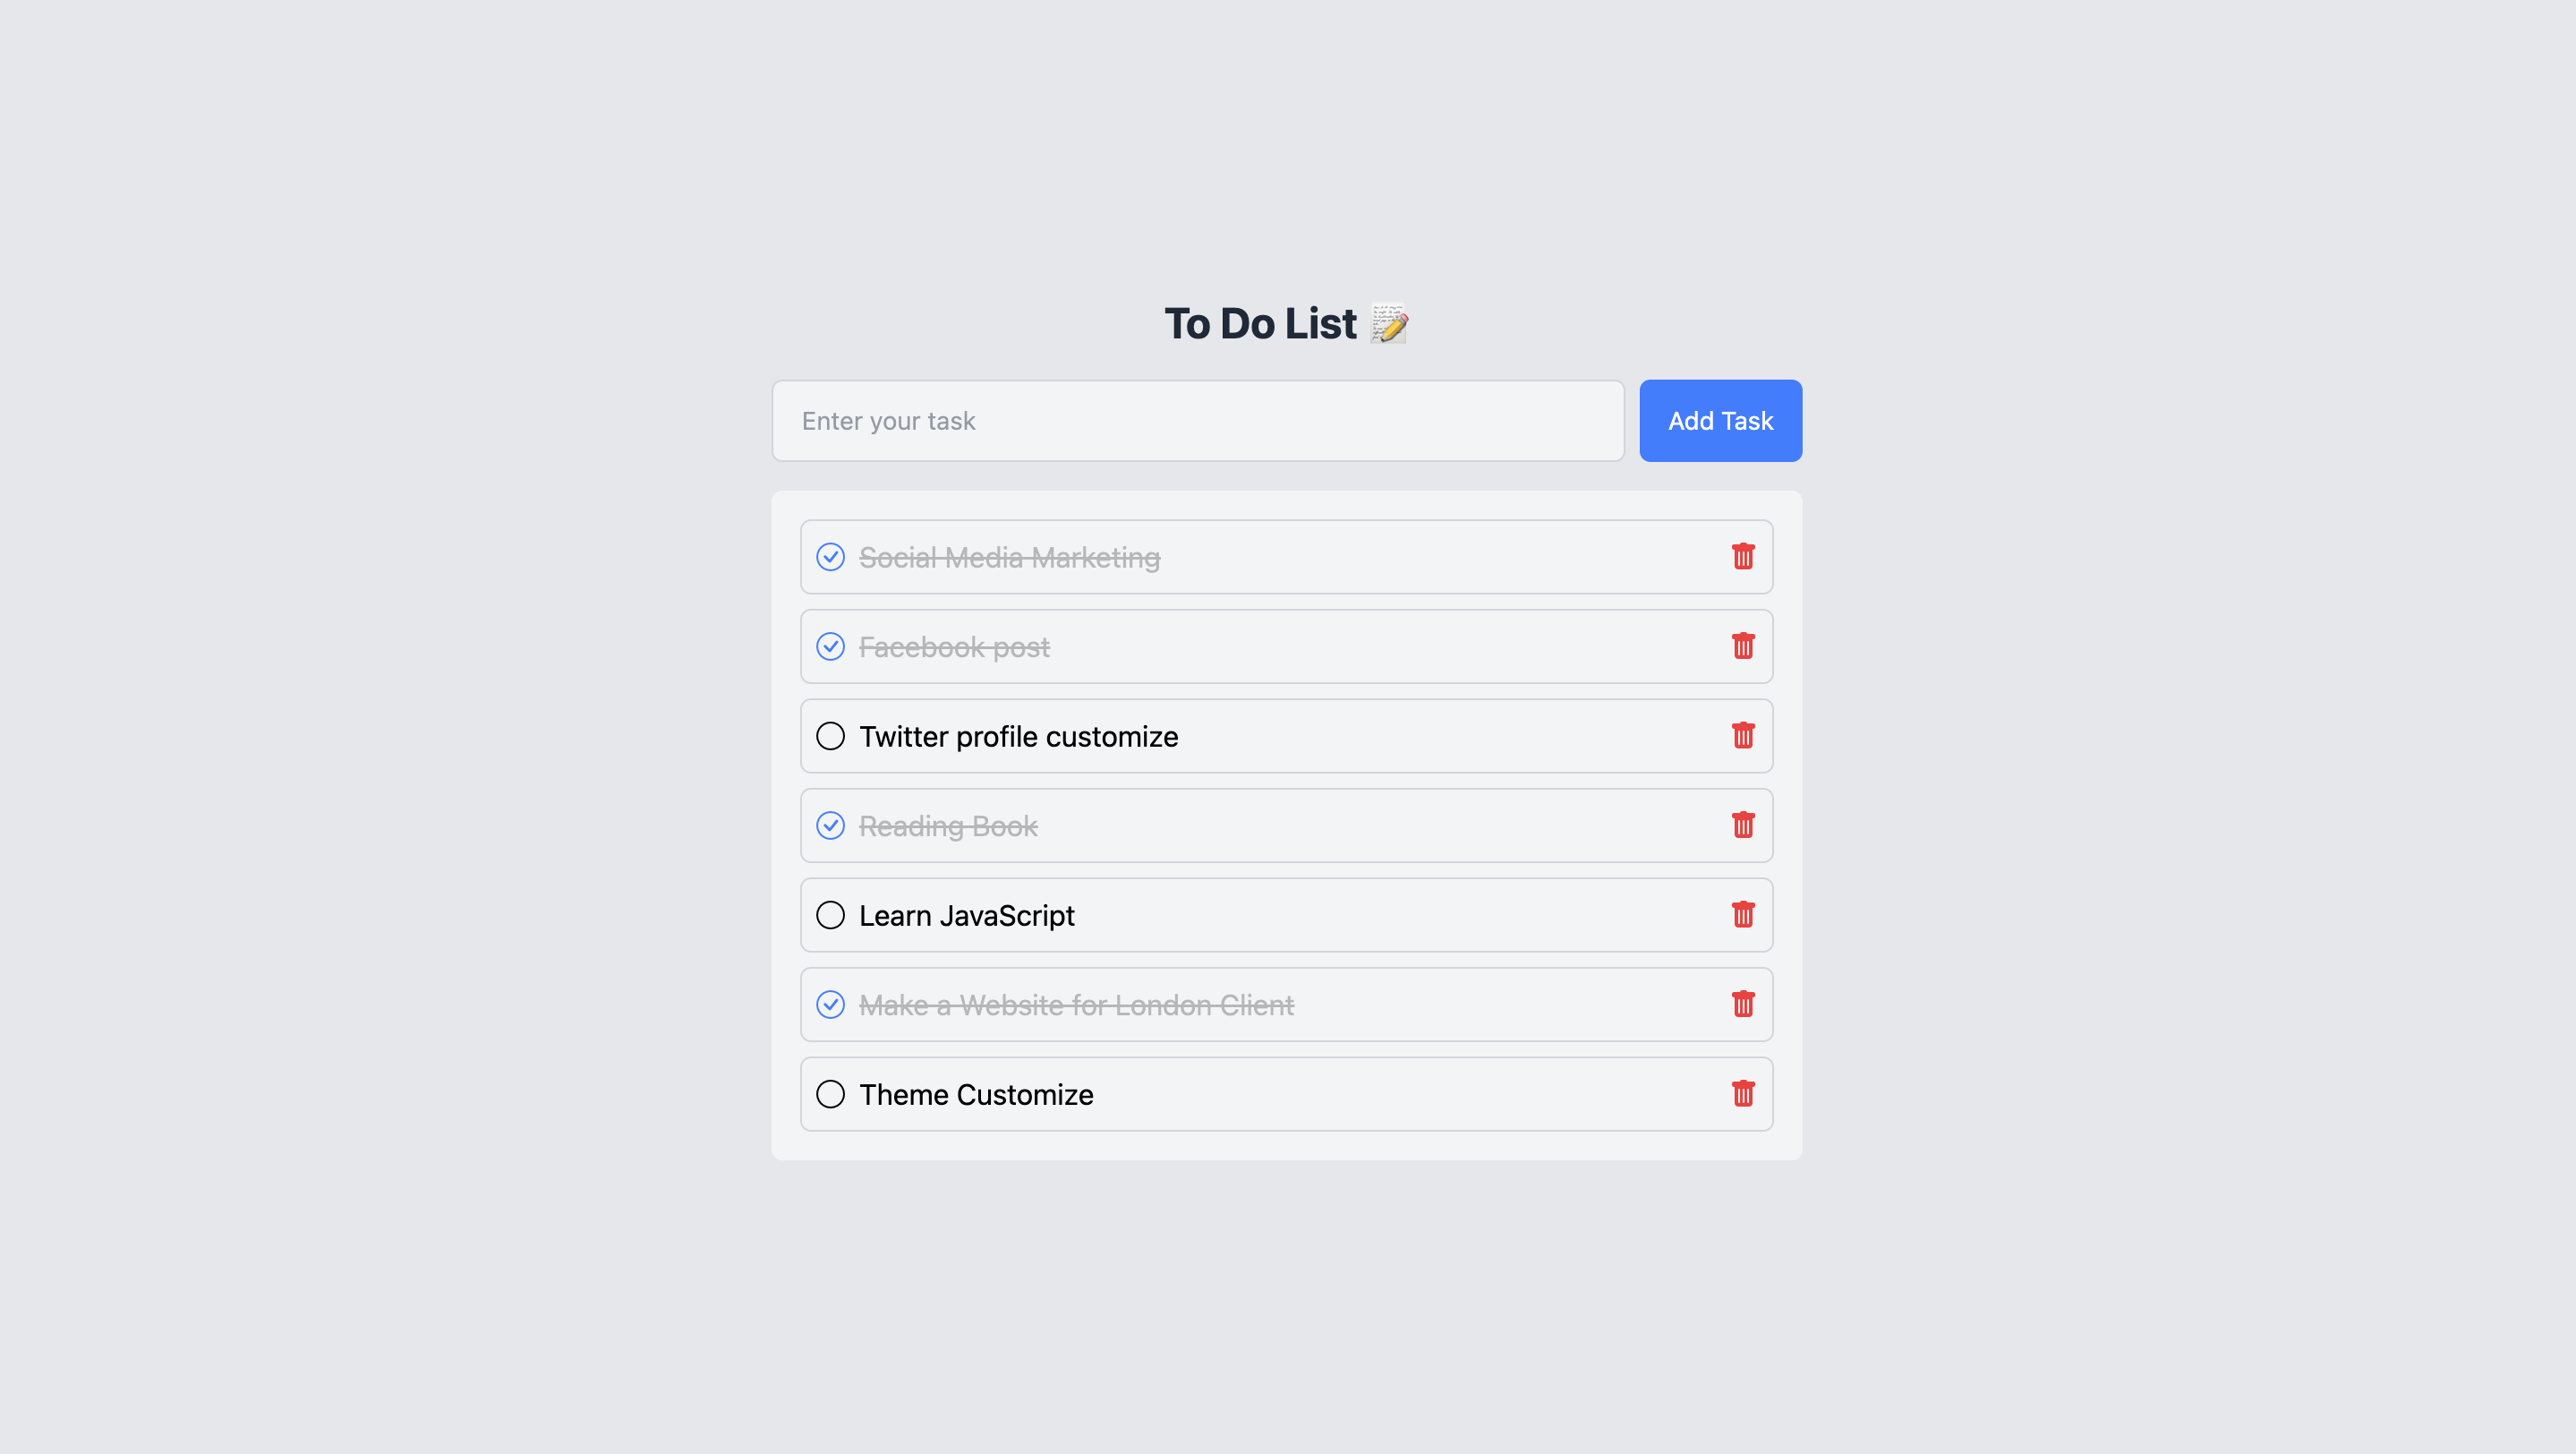 To Do List 📝
Enter your task
Add Task
Social Media Marketing
Facebook post
Twitter profile customize
Reading Book
Learn JavaScript
Make a Website for London Client
Theme Customize